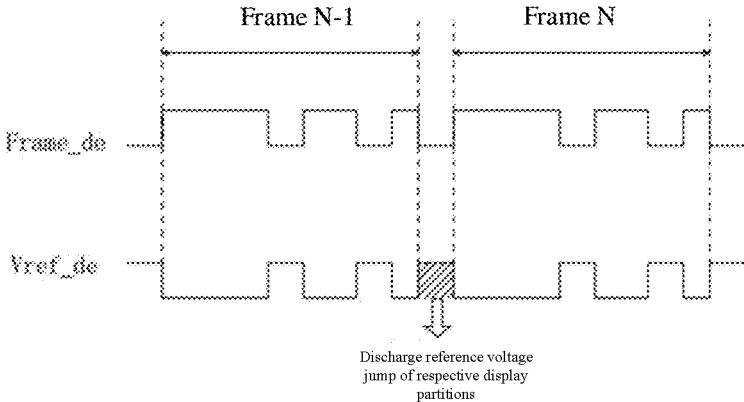 Frame N-1
Frame N
Frame_de
Vref_de
Discharge reference voltage
jump of respective display
partitions